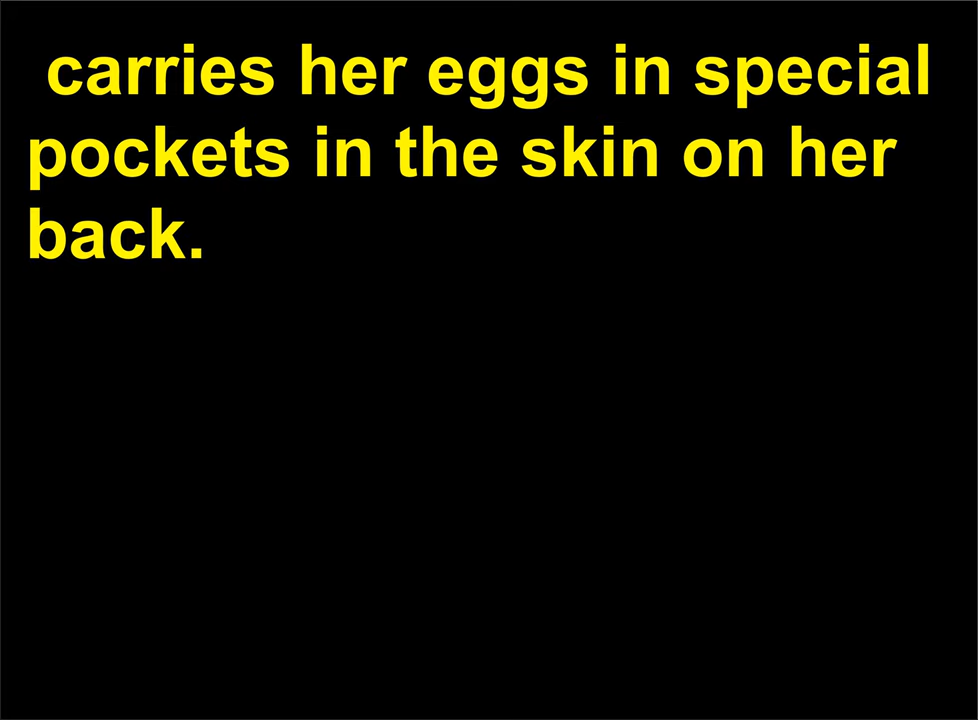 carries her eggs in special
pockets in the skin on her
back.